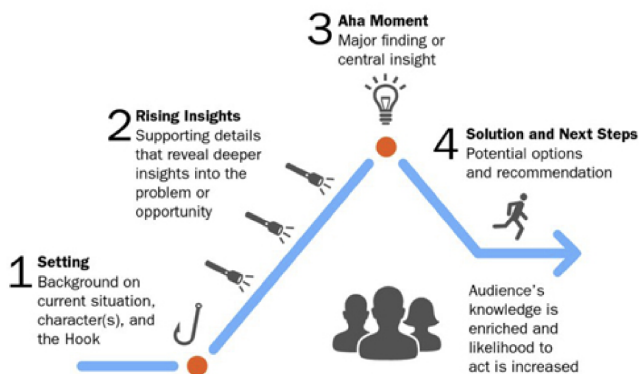 1 Setting
Background on
current situation,
character(s), and
the Hook
2 Rising Insights
Supporting details
that reveal deeper
insights into the
problem or
opportunity
3 Aha Moment
Major finding or
central insight
4 Solution and Next Steps
Potential options
and recommendation
Audience's
knowledge is
enriched and
likelihood to
act is increased